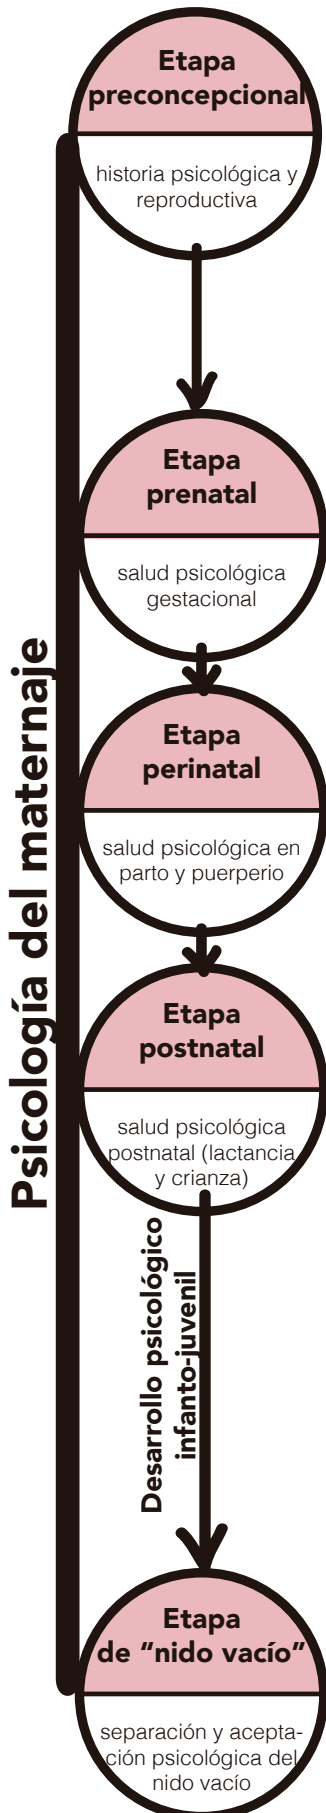 Etapa
preconcepcional
historia psicológica y
reproductiva
Etapa
prenatal
salud psicológica
gestacional
Etapa
perinatal
salud psicológica en
parto y puerperio
Psicología del maternaje
Etapa
postnatal
salud psicológica
postnatal (lactancia
y crianza)
Desarrollo psicológico
infanto-juvenil
Etapa
de “nido vacío”
separación y acepta-
ción psicológica del
nido vacío